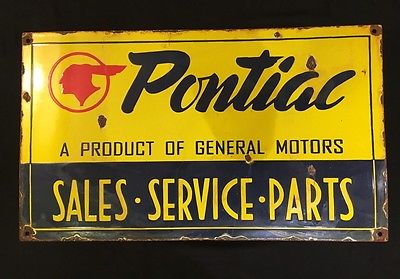 Pontiac
A PRODUCT OF GENERAL MOTORS
SALES · SERVICE · PARTS